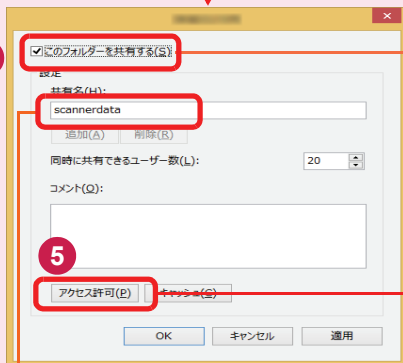 このフォルダーを共有する(S)
設定
共有名(H):
scannerdata
追加(A) 削除(R)
同時に共有できるユーザー数(L): 20
コメント(O):
5
アクセス許可(P) キャッシュ(C)
OK キャンセル 適用